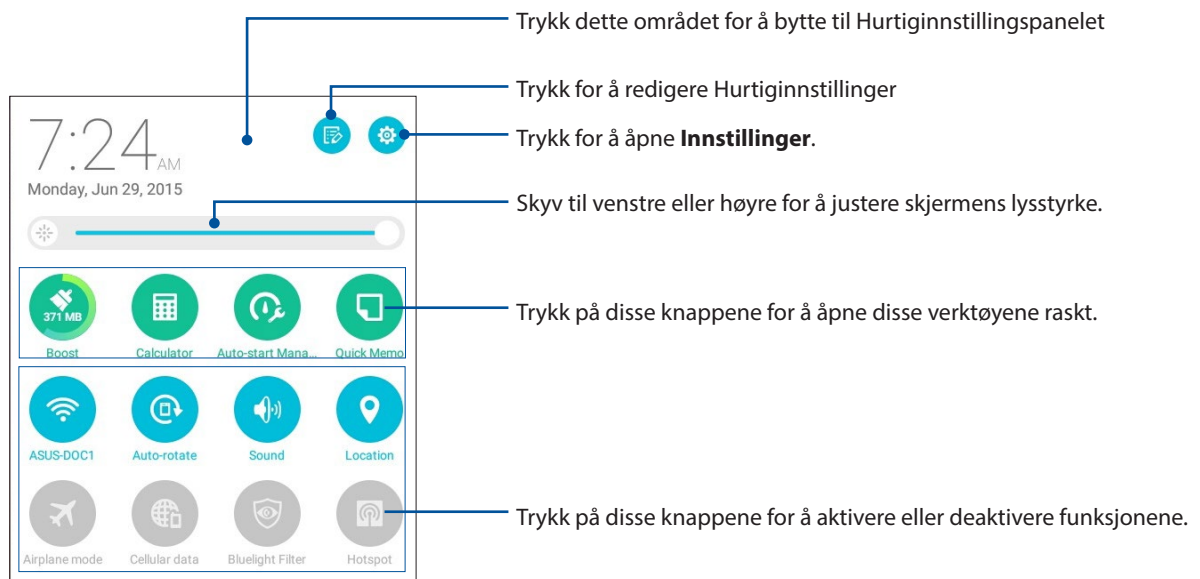 Trykk dette området for å bytte til Hurtiginnstillingspanelet
Trykk for å redigere Hurtiginnstillinger
Trykk for å åpne Innstillinger.
7:24 AM
Monday, Jun 29, 2015
Skyv til venstre eller høyre for å justere skjermens lysstyrke.
371 MB
Boost Calculator Auto-start Mana... Quick Memo
Trykk på disse knappene for å åpne disse verktøyene raskt.
ASUS-DOC1 Auto-rotate Sound Location
Airplane mode Cellular data Bluelight Filter Hotspot
Trykk på disse knappene for å aktivere eller deaktivere funksjonene.